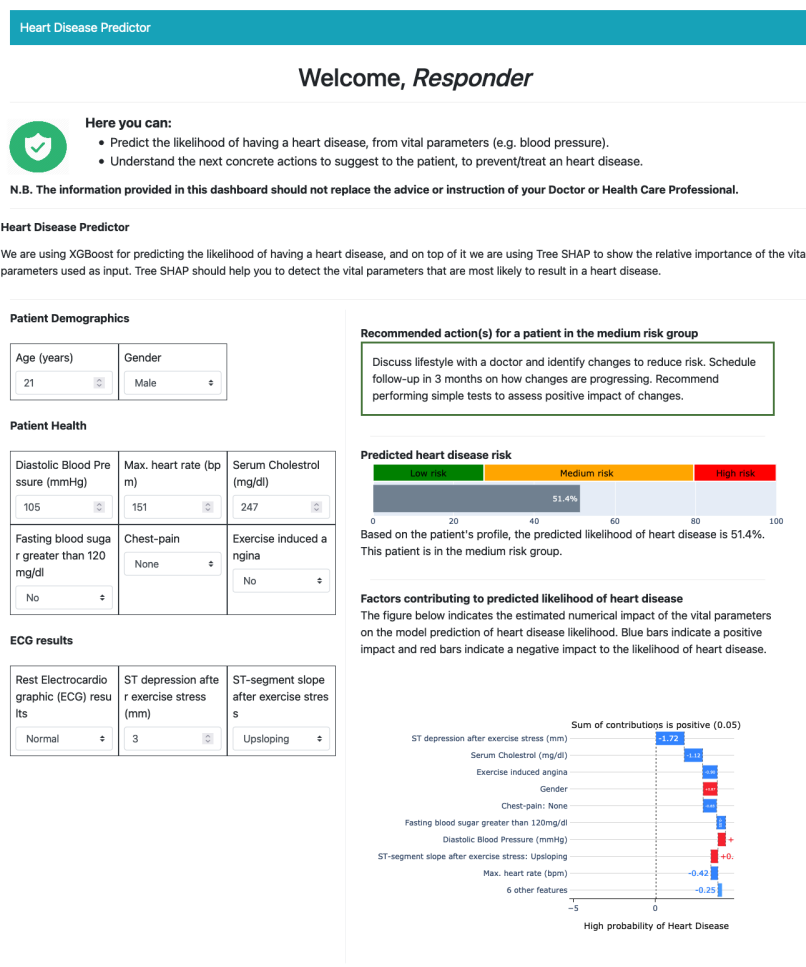 Heart Disease Predictor
Welcome, Responder
Here you can:
• Predict the likelihood of having a heart disease, from vital parameters (e.g. blood pressure).
• Understand the next concrete actions to suggest to the patient, to prevent/treat an heart disease.
N.B. The information provided in this dashboard should not replace the advice or instruction of your Doctor or Health Care Professional.
Heart Disease Predictor
We are using XGBoost for predicting the likelihood of having a heart disease, and on top of it we are using Tree SHAP to show the relative importance of the vita
parameters used as input. Tree SHAP should help you to detect the vital parameters that are most likely to result in a heart disease.
Patient Demographics
Age (years)
21
Gender
Male
Patient Health
Diastolic Blood Pre
ssure (mmHg)
105
Max. heart rate (bp
m)
151
Serum Cholestrol
(mg/dl)
247
Fasting blood suga
r greater than 120
mg/dl
No
Chest-pain
None
Exercise induced a
ngina
No
ECG results
Rest Electrocardio
graphic (ECG) resu
lts
Normal
ST depression afte
r exercise stress
(mm)
3
ST-segment slope
after exercise stres
s
Upsloping
Recommended action(s) for a patient in the medium risk group
Discuss lifestyle with a doctor and identify changes to reduce risk. Schedule
follow-up in 3 months on how changes are progressing. Recommend
performing simple tests to assess positive impact of changes.
Predicted heart disease risk
Low risk
Medium risk
High risk
51.4%
0 20 40 60 80 100
Based on the patient's profile, the predicted likelihood of heart disease is 51.4%.
This patient is in the medium risk group.
Factors contributing to predicted likelihood of heart disease
The figure below indicates the estimated numerical impact of the vital parameters
on the model prediction of heart disease likelihood. Blue bars indicate a positive
impact and red bars indicate a negative impact to the likelihood of heart disease.
Sum of contributions is positive (0.05)
ST depression after exercise stress (mm) -1.72
Serum Cholestrol (mg/dl) -1.12
Exercise induced angina
Gender
Chest-pain: None
Fasting blood sugar greater than 120mg/dl
Diastolic Blood Pressure (mmHg) +
ST-segment slope after exercise stress: Upsloping +0.
Max. heart rate (bpm) -0.42
6 other features -0.25
−5 0
High probability of Heart Disease